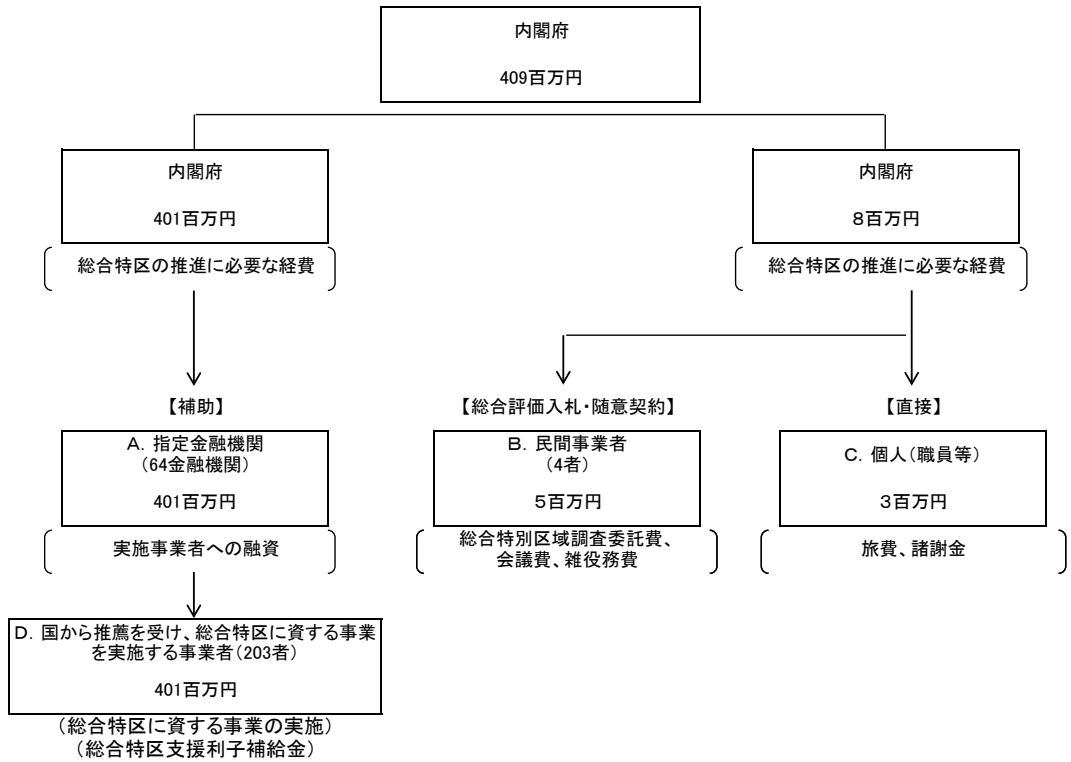 内閣府
409百万円
内閣府
401百万円
総合特区の推進に必要な経費
内閣府
8百万円
総合特区の推進に必要な経費
【補助】
A. 指定金融機関
(64金融機関)
401百万円
実施事業者への融資
【総合評価入札・随意契約】
B. 民間事業者
(4者)
5百万円
総合特別区域調査委託費、
会議費、雑役務費
【直接】
C. 個人(職員等)
3百万円
旅費、諸謝金
D. 国から推薦を受け、総合特区に資する事業
を実施する事業者(203者)
401百万円
(総合特区に資する事業の実施)
(総合特区支援利子補給金)